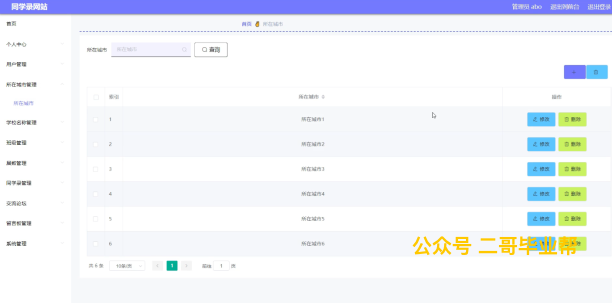 同学录网站 管理员 abo 退出到前台 退出登录
首页
首页 所在城市
个人中心
用户管理
所在城市管理
所在城市
学校名称管理
班级管理
同学录管理
交流论坛
留言板管理
系统管理
所在城市 所在城市 查询
索引 所在城市 操作
1 所在城市1 修改 删除
2 所在城市2 修改 删除
3 所在城市3 修改 删除
4 所在城市4 修改 删除
5 所在城市5 修改 删除
6 所在城市6 修改 删除
公众号 二哥毕业帮
共 6 条 10条/页 1 前往 1 页